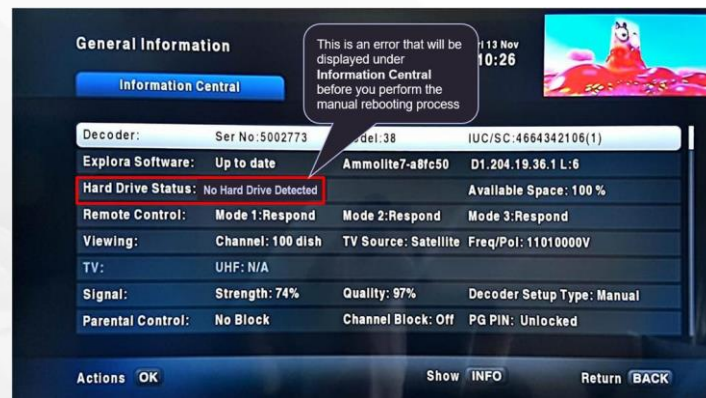 General Information
Information Central
This is an error that will be
displayed under
Information Central
before you perform the
manual rebooting process
13 Nov
10:26
Decoder: Ser No:5002773 IUC/SC:4664342106(1)
Explora Software: Up to date Ammolite7-a8fc50 D1.204.19.36.1 L:6
Hard Drive Status: No Hard Drive Detected Available Space: 100 %
Remote Control: Mode 1:Respond Mode 2:Respond Mode 3:Respond
Viewing: Channel: 100 dish TV Source: Satellite Freq/Pol: 11010000V
TV: UHF: N/A
Signal: Strength: 74% Quality: 97% Decoder Setup Type: Manual
Parental Control: No Block Channel Block: Off PG PIN: Unlocked
Actions OK Show INFO Return BACK